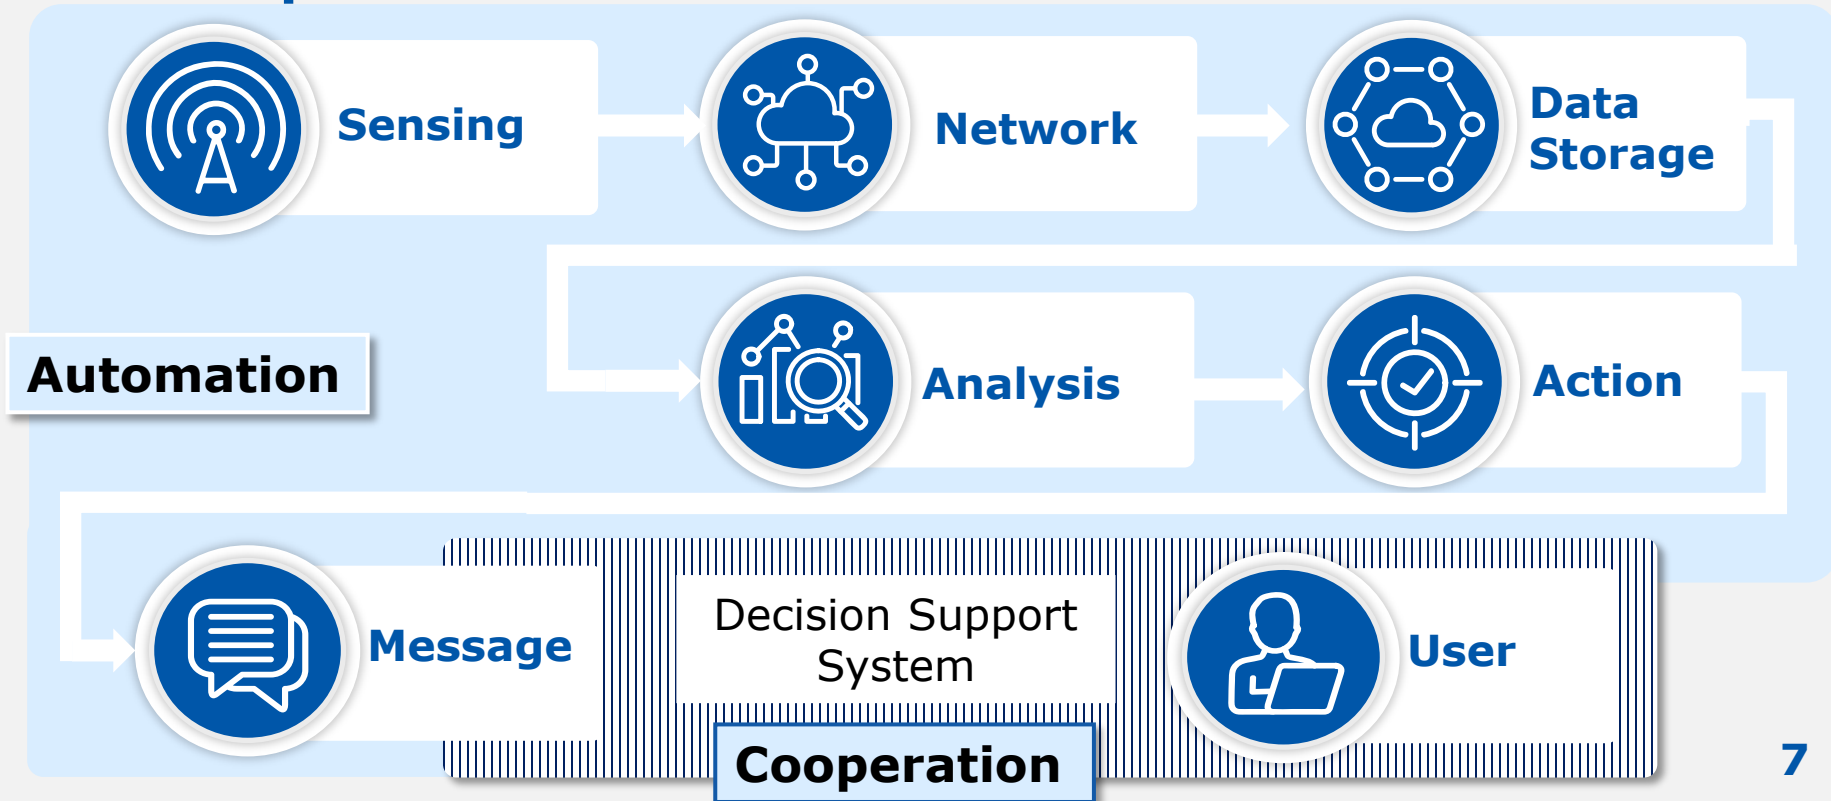 Sensing
Network
Data
Storage
Automation
Analysis
Action
Message
Decision Support
System
User
Cooperation
7